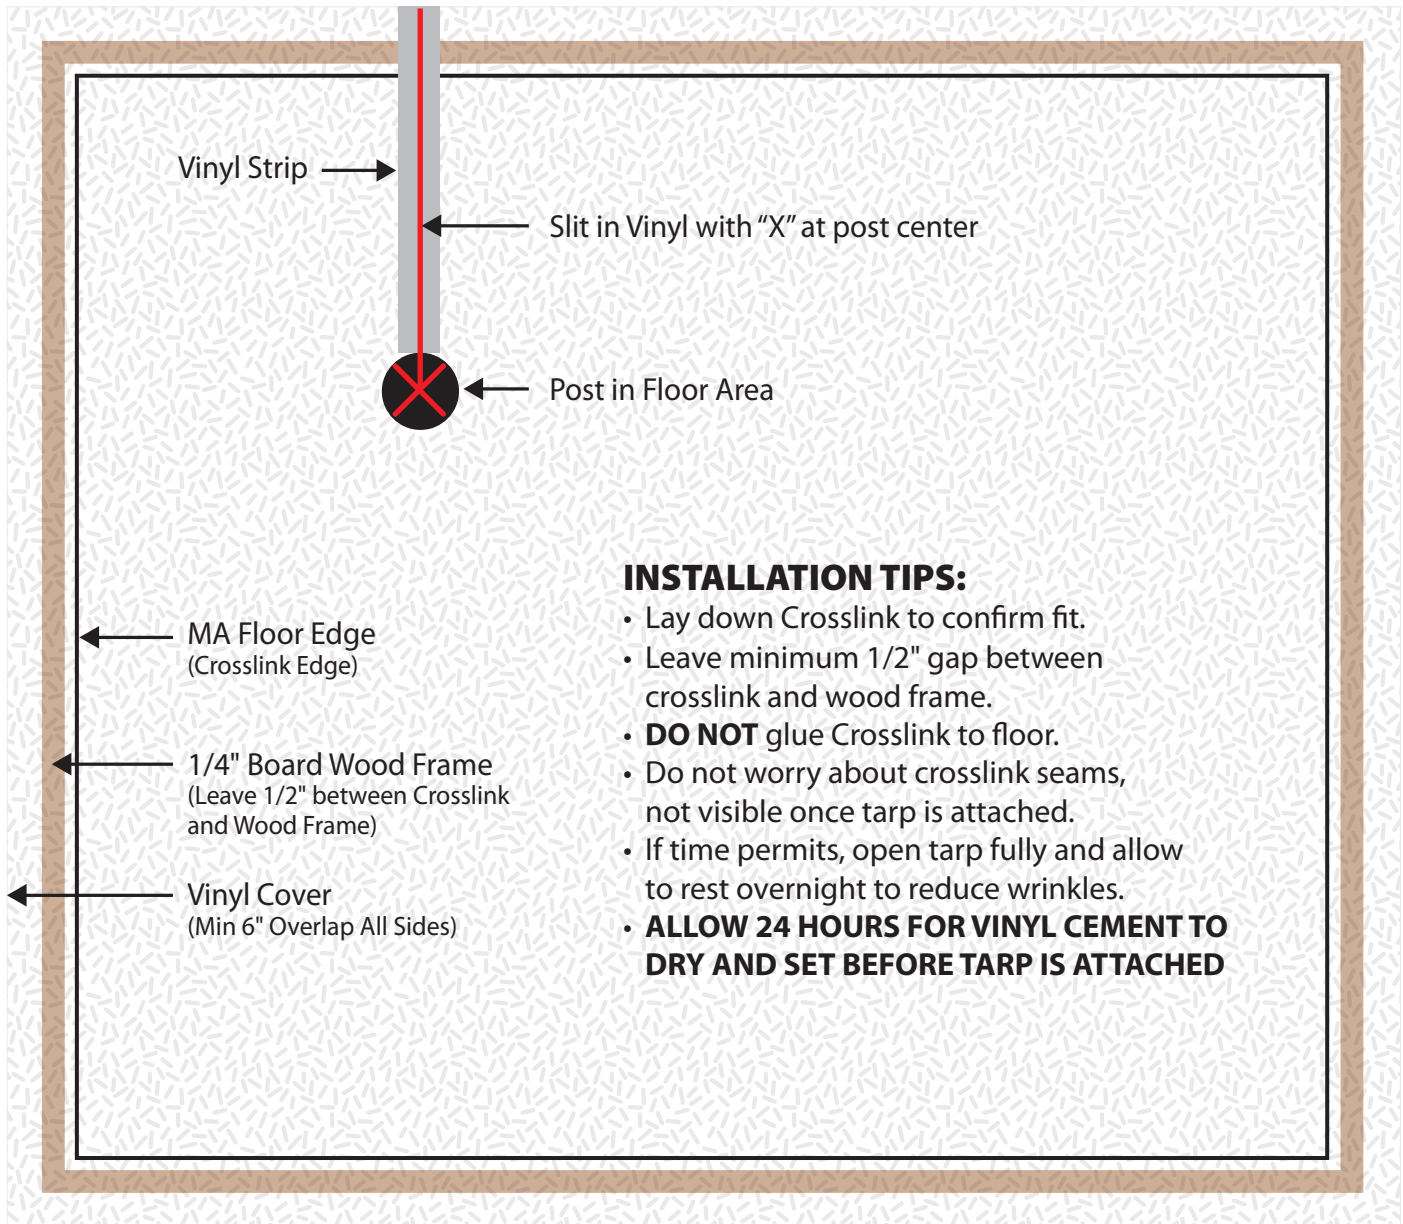 Vinyl Strip
Slit in Vinyl with “X” at post center
Post in Floor Area
INSTALLATION TIPS:
• Lay down Crosslink to confirm fit.
• Leave minimum 1/2" gap between
crosslink and wood frame.
• DO NOT glue Crosslink to floor.
• Do not worry about crosslink seams,
not visible once tarp is attached.
• If time permits, open tarp fully and allow
to rest overnight to reduce wrinkles.
• ALLOW 24 HOURS FOR VINYL CEMENT TO
DRY AND SET BEFORE TARP IS ATTACHED
MA Floor Edge
(Crosslink Edge)
1/4" Board Wood Frame
(Leave 1/2" between Crosslink
and Wood Frame)
Vinyl Cover
(Min 6" Overlap All Sides)